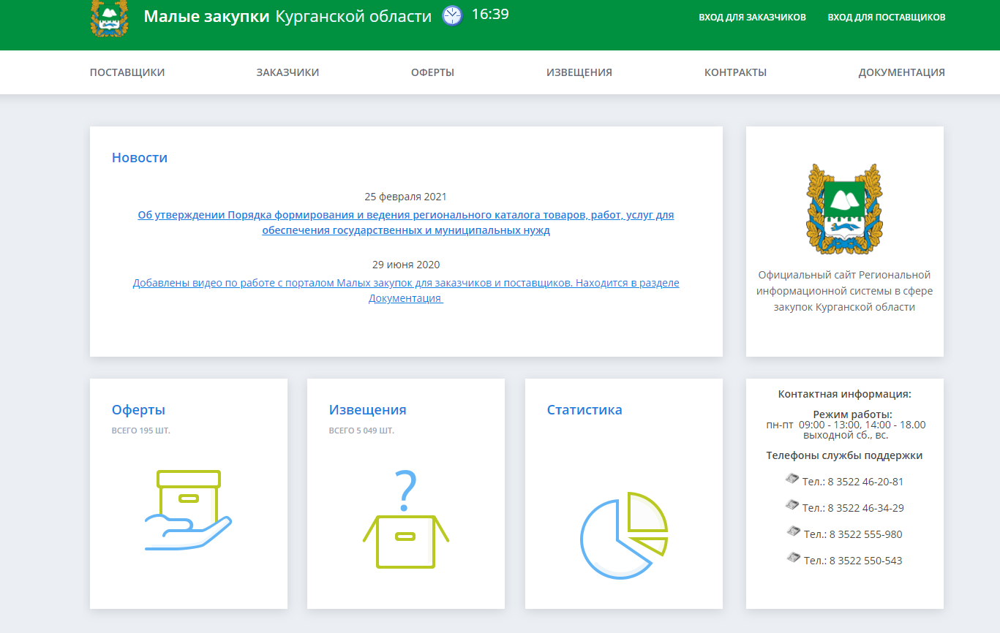 Малые закупки Курганской области 16:39
ВХОД ДЛЯ ЗАКАЗЧИКОВ ВХОД ДЛЯ ПОСТАВЩИКОВ
ПОСТАВЩИКИ ЗАКАЗЧИКИ ОФЕРТЫ ИЗВЕЩЕНИЯ КОНТРАКТЫ ДОКУМЕНТАЦИЯ
Новости
25 февраля 2021
Об утверждении Порядка формирования и ведения регионального каталога товаров, работ, услуг для
обеспечения государственных и муниципальных нужд
29 июня 2020
Добавлены видео по работе с порталом Малых закупок для заказчиков и поставщиков. Находится в разделе
Документация
Официальный сайт Региональной
информационной системы в сфере
закупок Курганской области
Оферты
ВСЕГО 195 ШТ.
Извещения
ВСЕГО 5 049 ШТ.
?
Статистика
Контактная информация:
Режим работы:
пн-пт 09:00 - 13:00, 14:00 - 18.00
выходной сб., вс.
Телефоны службы поддержки
Тел.: 8 3522 46-20-81
Тел.: 8 3522 46-34-29
Тел.: 8 3522 555-980
Тел.: 8 3522 550-543